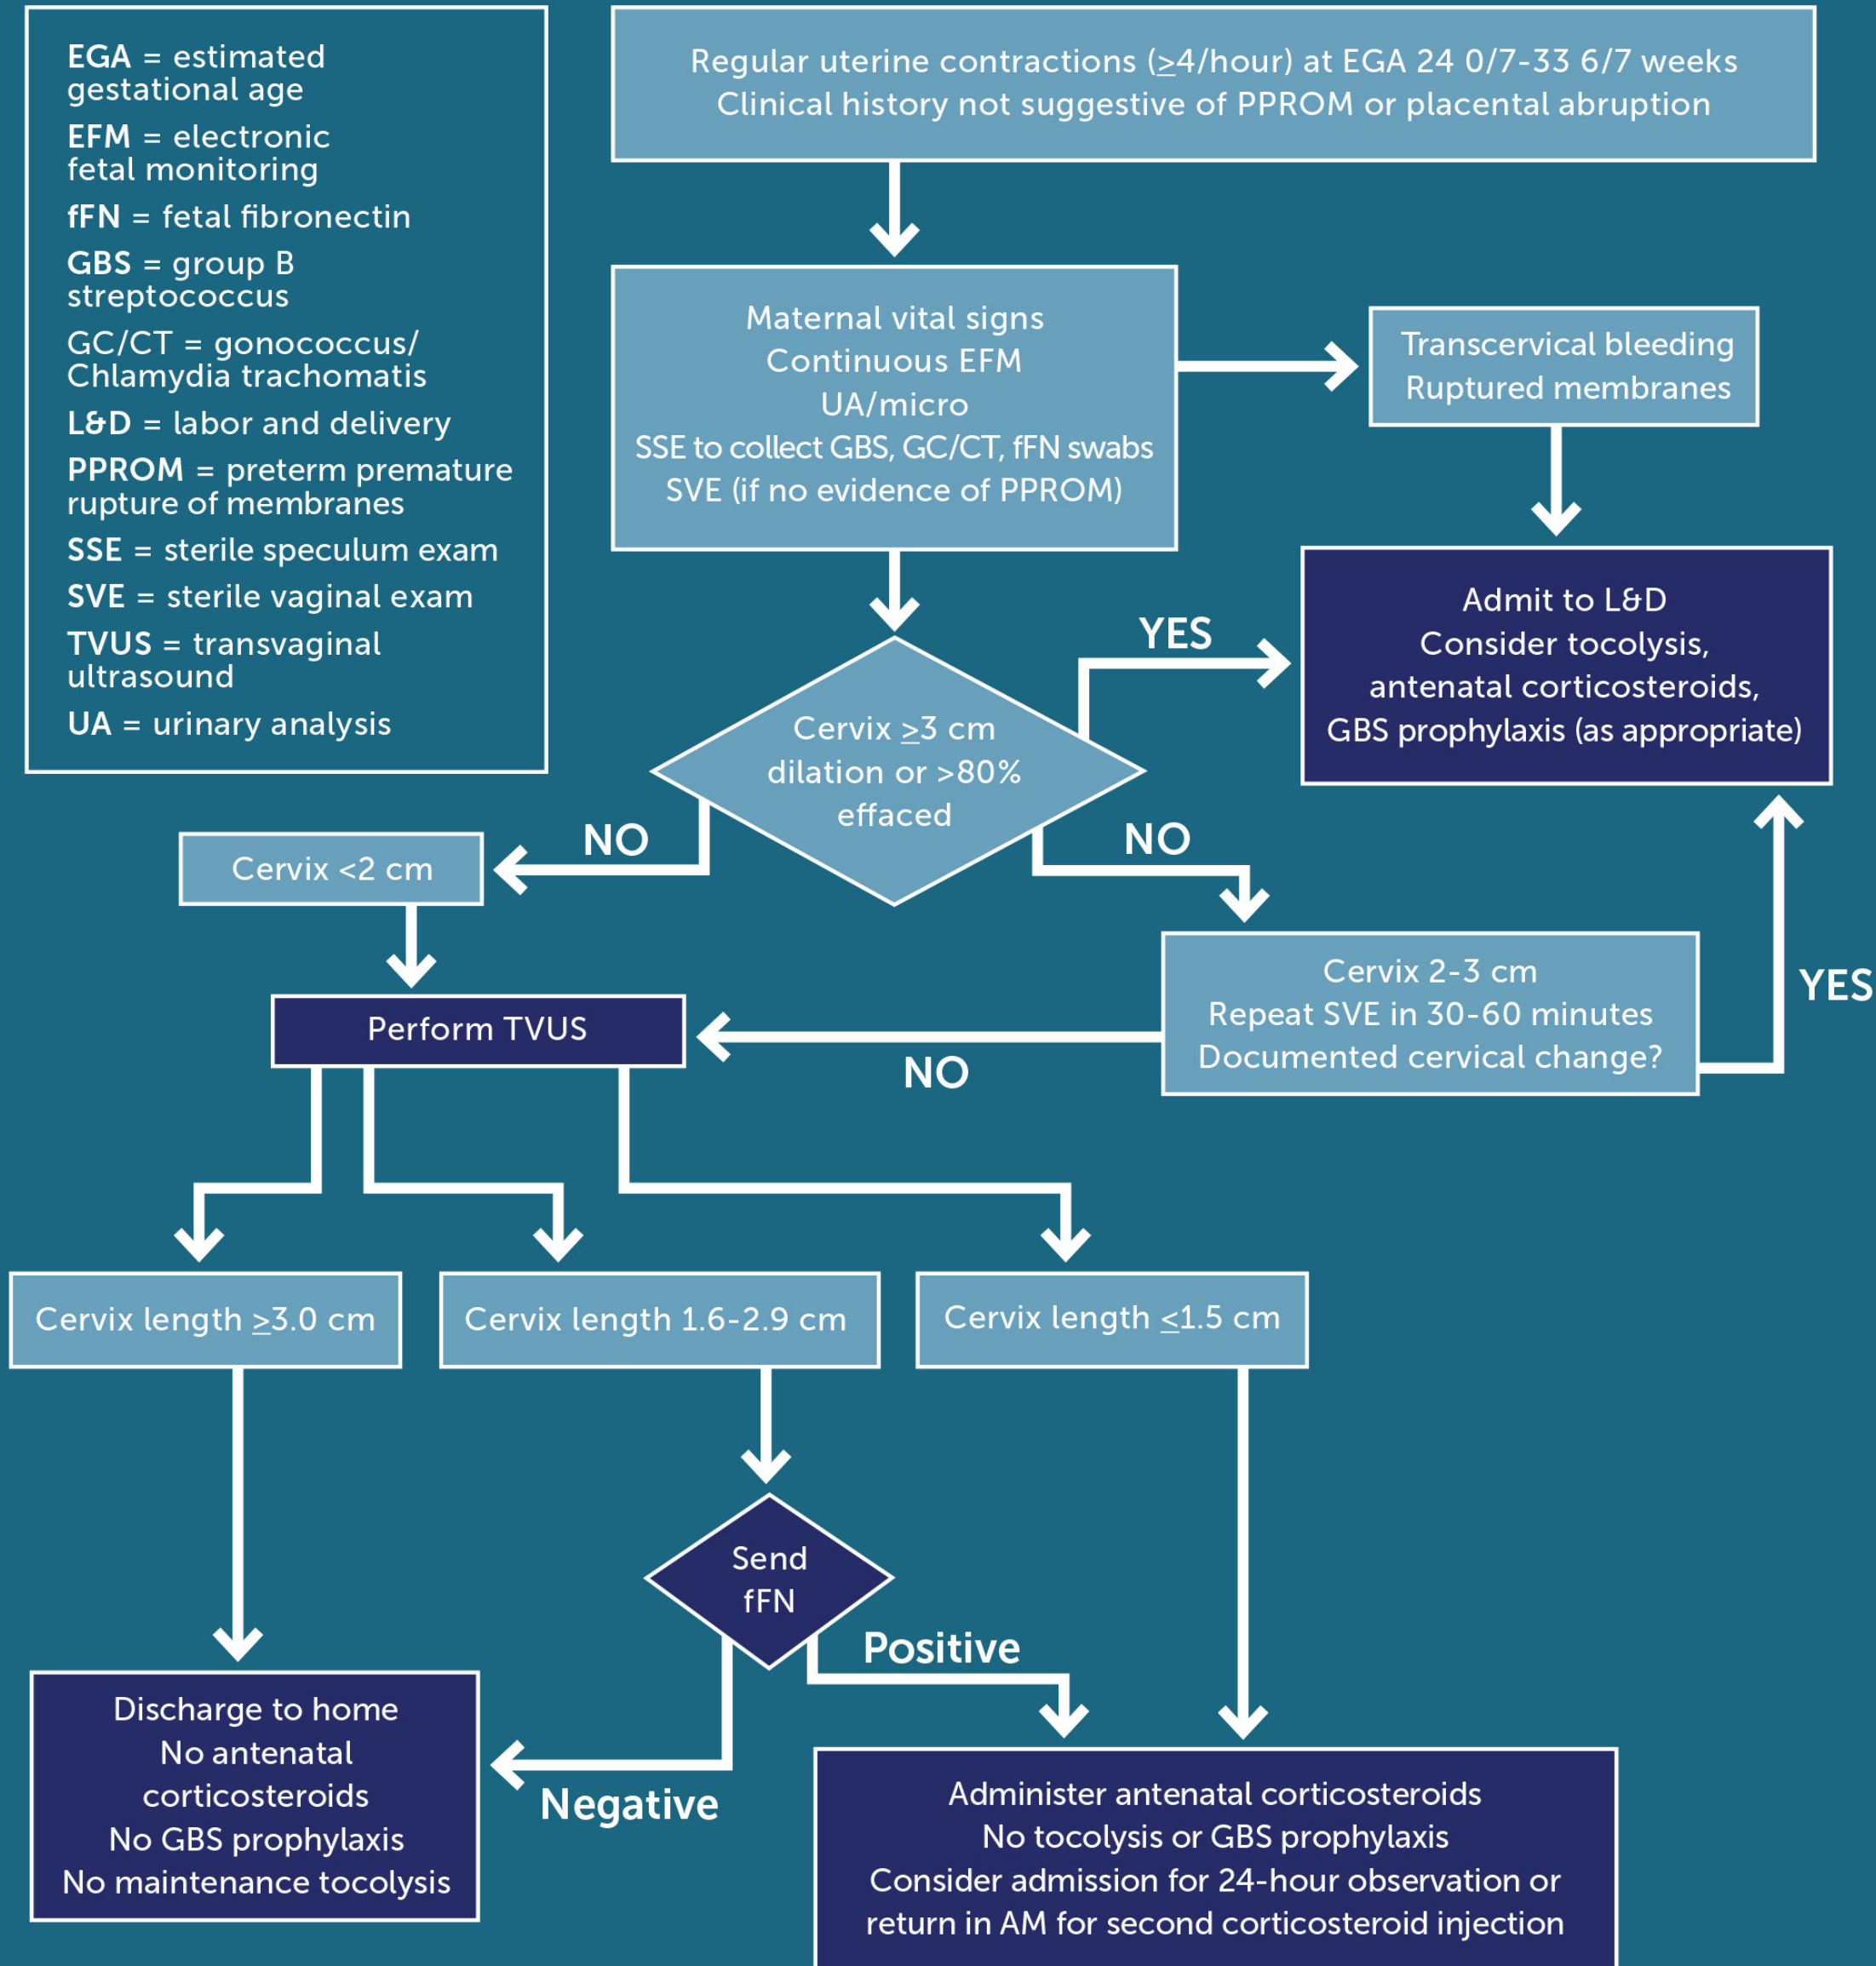 EGA = estimated
gestational age
EFM = electronic
fetal monitoring
fFN = fetal fibronectin
GBS = group B
streptococcus
GC/CT = gonococcus/
Chlamydia trachomatis
L&D = labor and delivery
PPROM = preterm premature
rupture of membranes
SSE = sterile speculum exam
SVE = sterile vaginal exam
TVUS = transvaginal
ultrasound
UA = urinary analysis
Regular uterine contractions (≥4/hour) at EGA 24 0/7-33 6/7 weeks
Clinical history not suggestive of PPROM or placental abruption
Maternal vital signs
Continuous EFM
UA/micro
SSE to collect GBS, GC/CT, fFN swabs
SVE (if no evidence of PPROM)
Transcervical bleeding
Ruptured membranes
Admit to L&D
Consider tocolysis,
antenatal corticosteroids,
GBS prophylaxis (as appropriate)
YES
Cervix ≥3 cm
dilation or >80%
effaced
NO
NO
Cervix <2 cm
Cervix 2-3 cm
Repeat SVE in 30-60 minutes
Documented cervical change?
YES
NO
Perform TVUS
Cervix length ≥3.0 cm
Cervix length 1.6-2.9 cm
Cervix length ≤1.5 cm
Send
fFN
Positive
Negative
Discharge to home
No antenatal
corticosteroids
No GBS prophylaxis
No maintenance tocolysis
Administer antenatal corticosteroids
No tocolysis or GBS prophylaxis
Consider admission for 24-hour observation or
return in AM for second corticosteroid injection